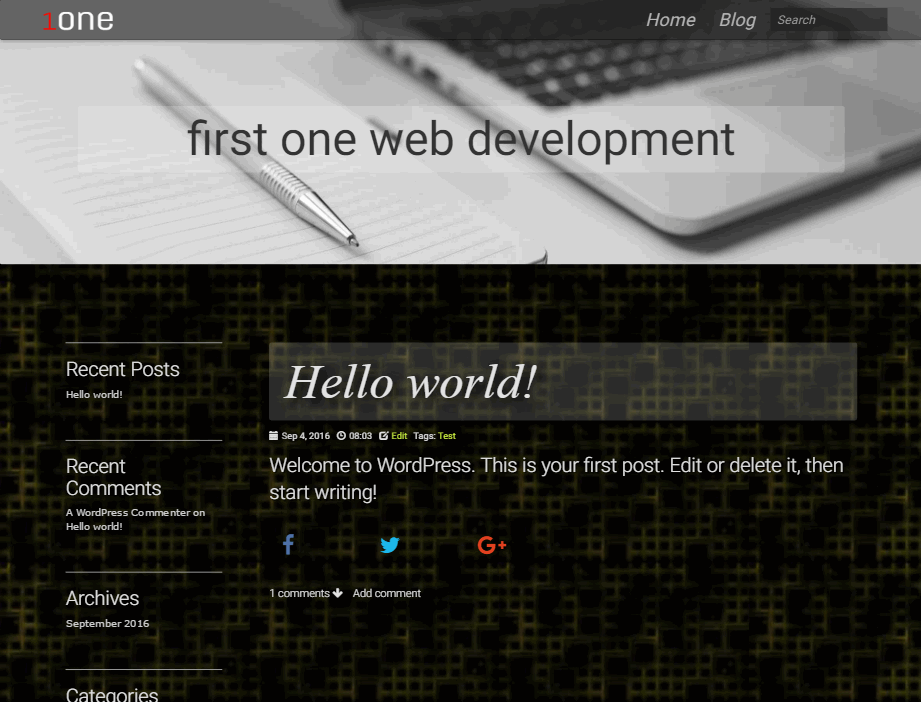 1one
Home Blog Search
first one web development
Recent Posts
Hello world!
Recent
Comments
A WordPress Commenter on
Hello world!
Archives
September 2016
Categories
Hello world!
Sep 4, 2016 08:03 Edit Tags: Test
Welcome to WordPress. This is your first post. Edit or delete it, then
start writing!
1 comments Add comment